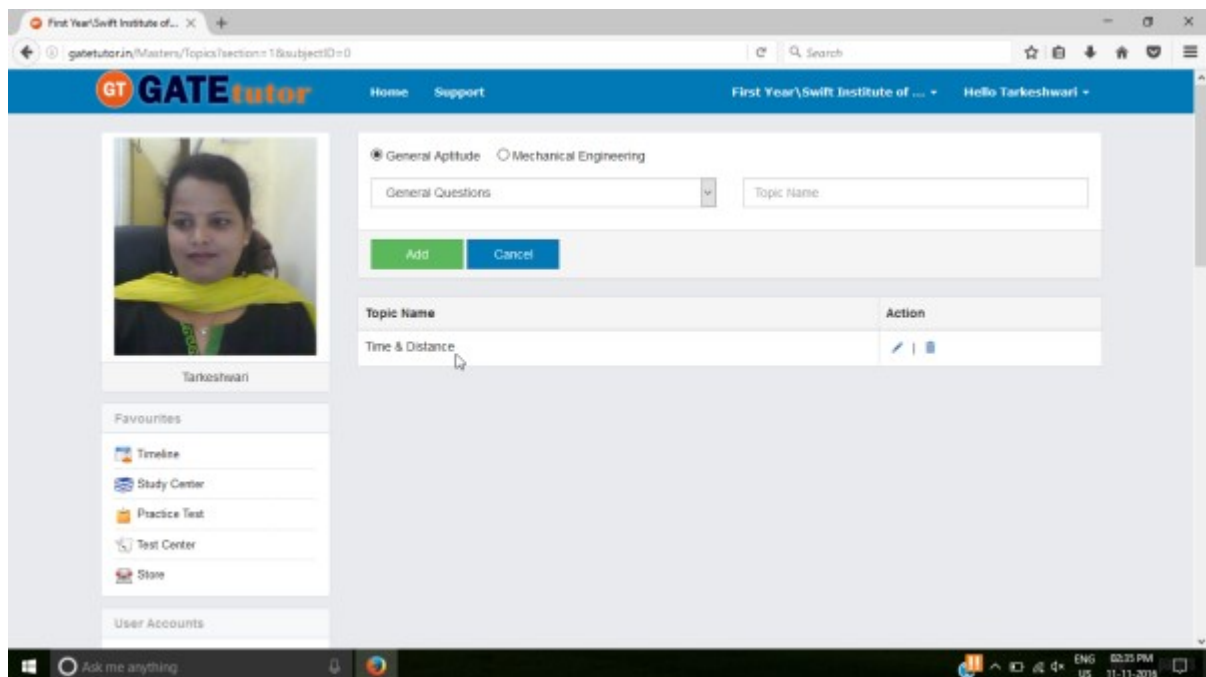 First Year\Swift Institute of...
gatetutor.in/Masters/Topics?section=1&subjectID=0
Search
GT GATEtutor
Home
Support
First Year\Swift Institute of ...
Hello Tarkeshwari
General Aptitude
Mechanical Engineering
General Questions
Topic Name
Add
Cancel
Topic Name
Action
Time & Distance
|
Tarkeshwari
Favourites
Timeline
Study Center
Practice Test
Test Center
Store
User Accounts
Ask me anything
ENG
US
02:35 PM
11-11-2016